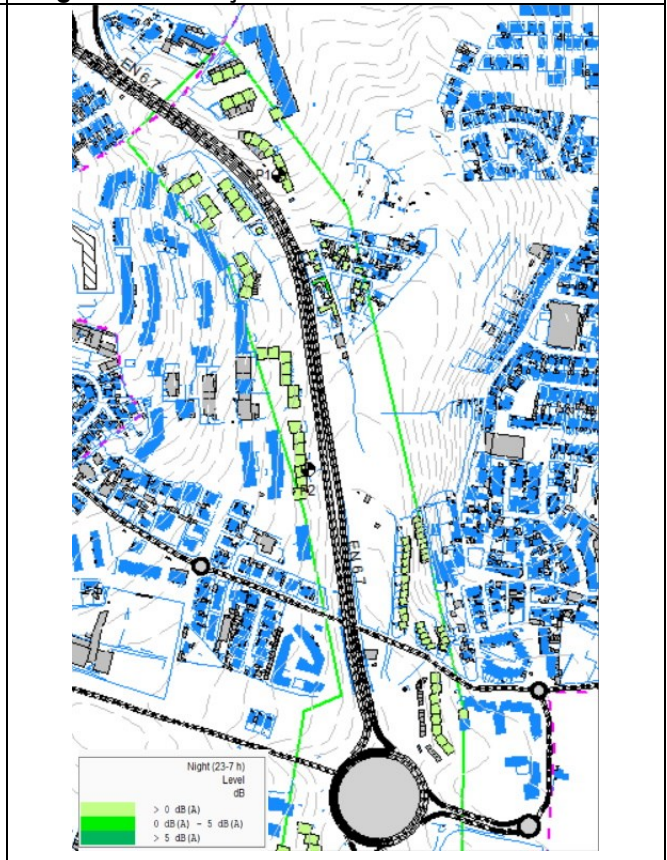 EN 6.7
P1
P2
EN 6.7
Night (23-7 h)
Level
dB
> 0 dB(A)
0 dB(A) - 5 dB(A)
> 5 dB(A)